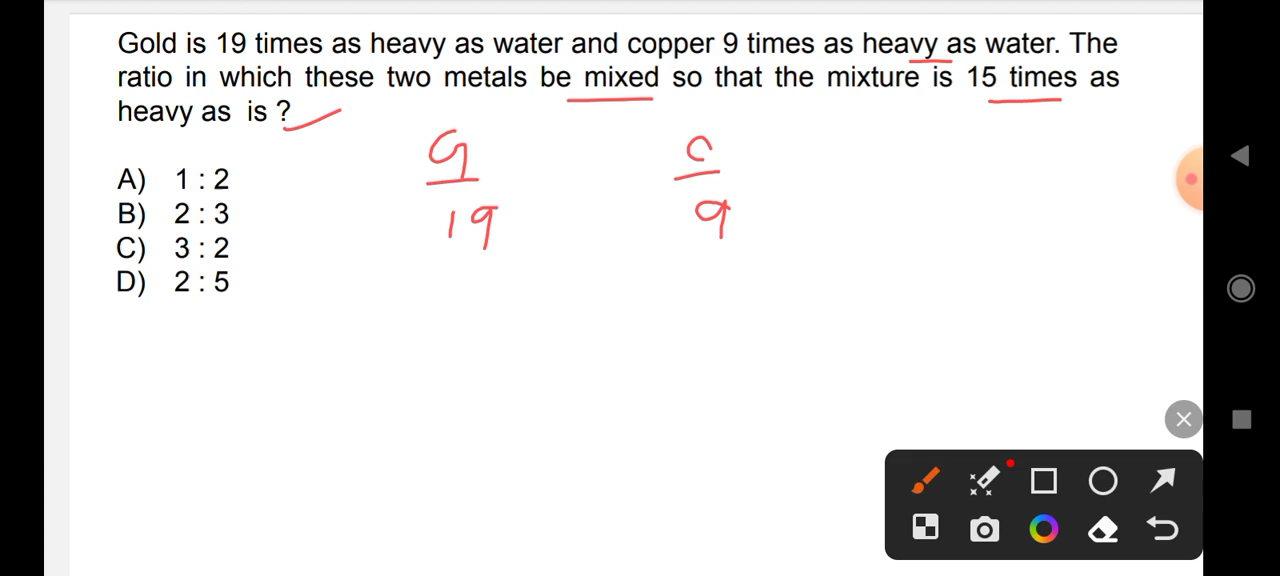 Gold is 19 times as heavy as water and copper 9 times as heavy as water. The
ratio in which these two metals be mixed so that the mixture is 15 times as
heavy as is ?
G C
19 9
A) 1 : 2
B) 2 : 3
C) 3 : 2
D) 2 : 5